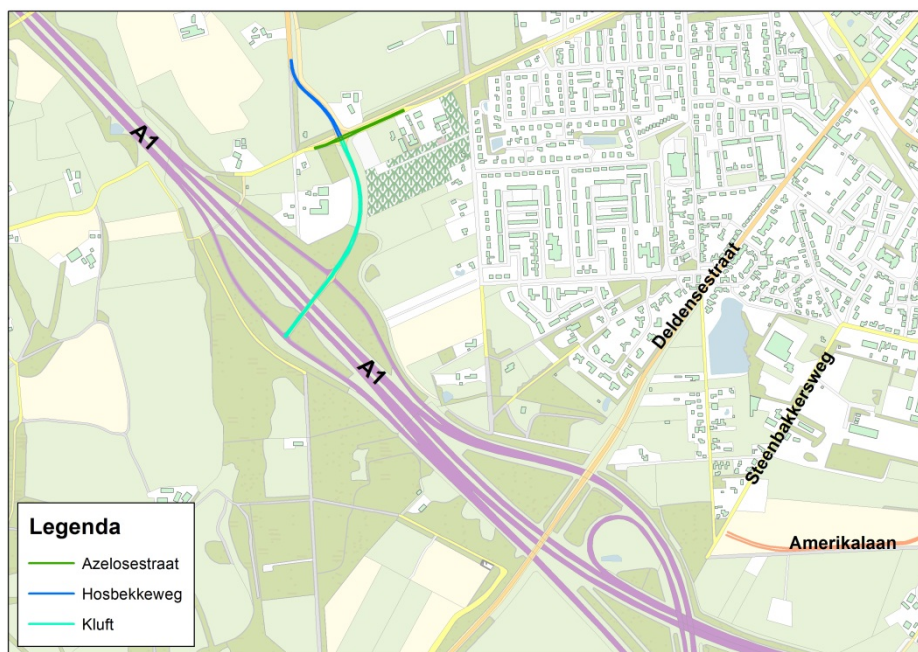 A1
A1
Deldensestraat
Steenbakkersweg
Amerikalaan
Legenda
Azelosestraat
Hosbekkeweg
Kluft